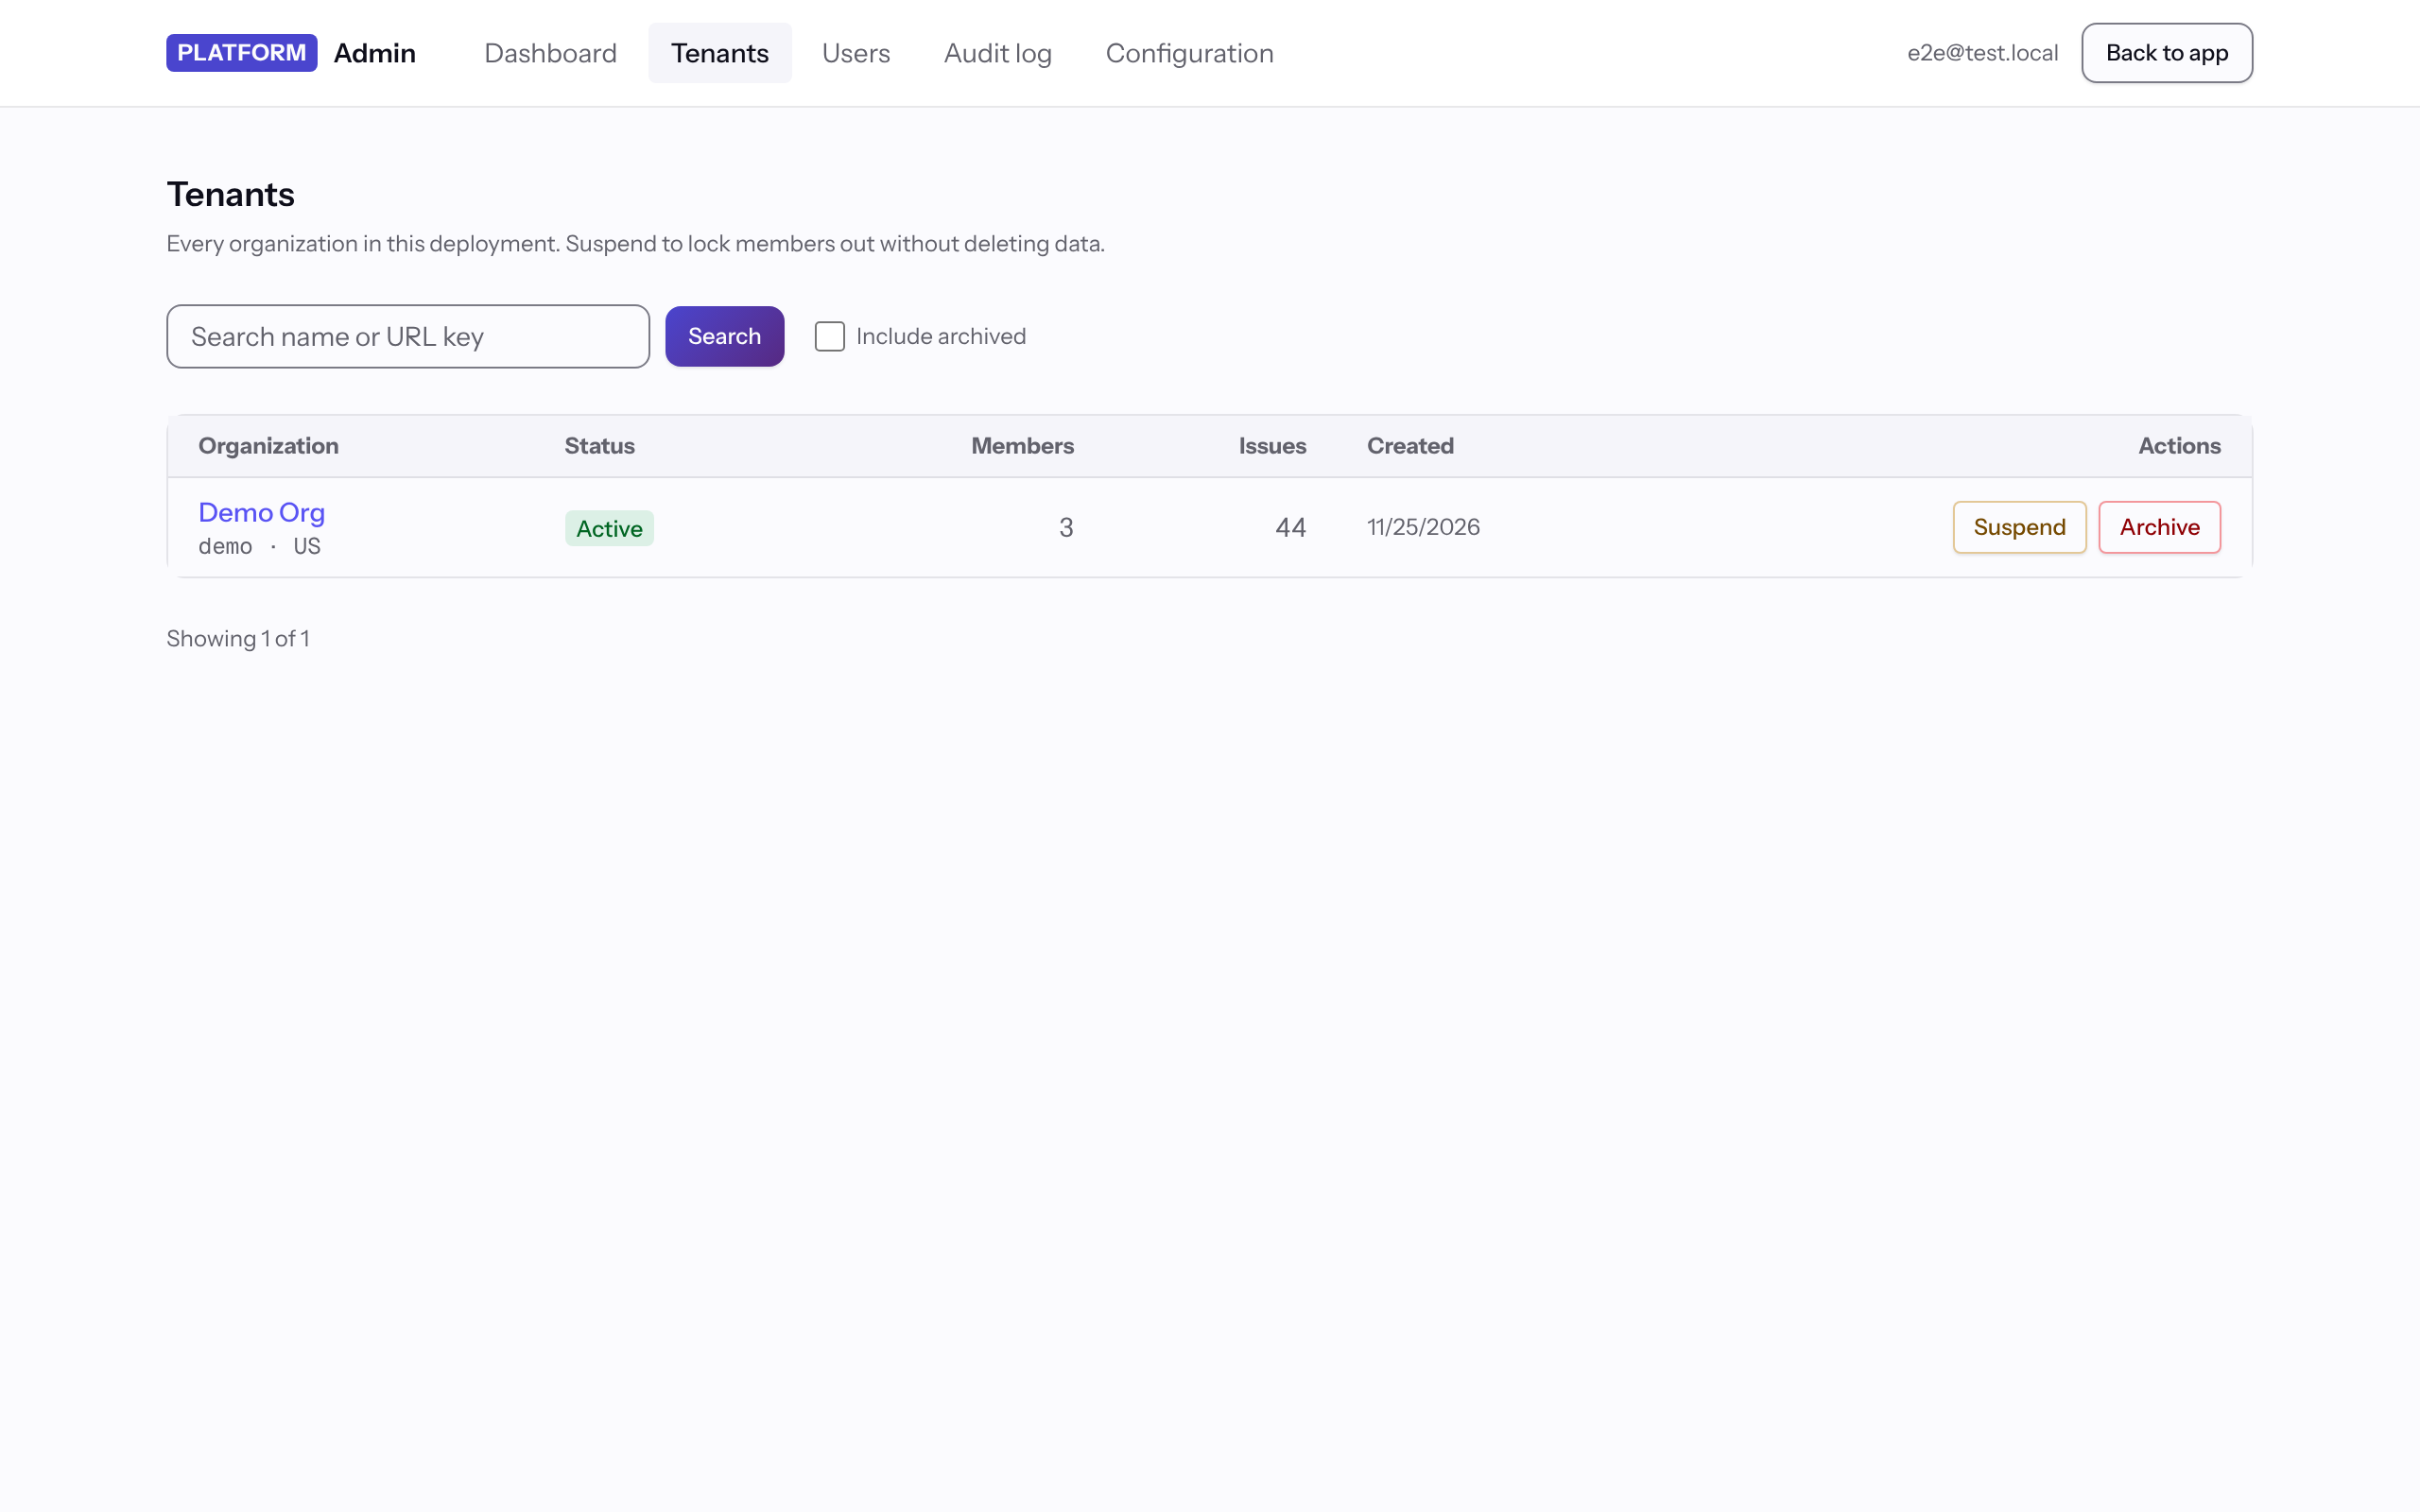 PLATFORM Admin Dashboard Tenants Users Audit log Configuration e2e@test.local Back to app
Tenants
Every organization in this deployment. Suspend to lock members out without deleting data.
Search name or URL key Search Include archived
Organization Status Members Issues Created Actions
Demo Org
demo · US
Active 3 44 11/25/2026 Suspend Archive
Showing 1 of 1